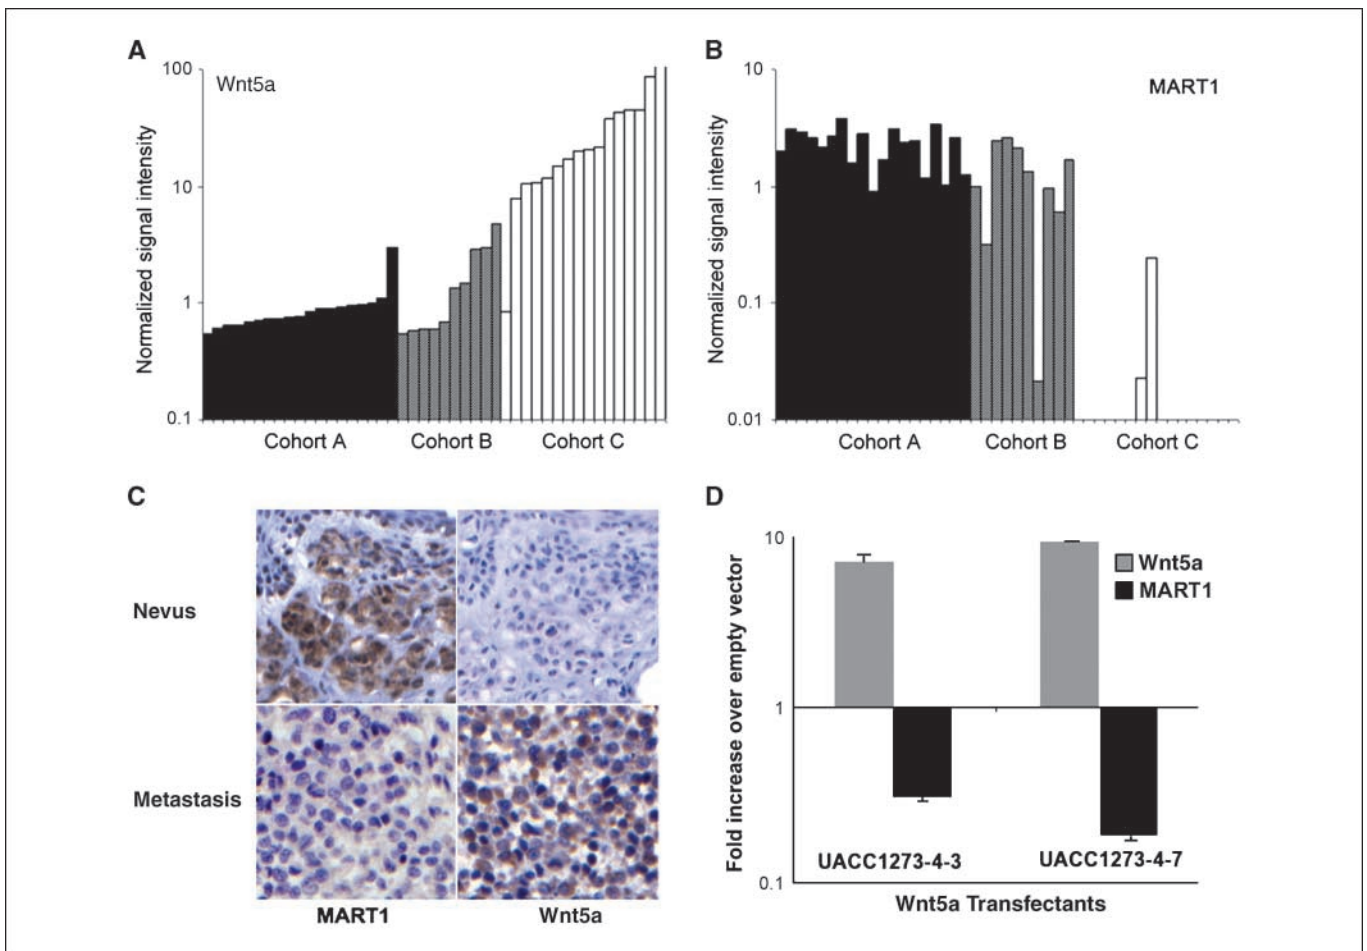 A
Wnt5a
Normalized signal intensity
100
10
1
0.1
Cohort A
Cohort B
Cohort C
B
MART1
Normalized signal intensity
10
1
0.1
0.01
Cohort A
Cohort B
Cohort C
C
Nevus
Metastasis
MART1
Wnt5a
D
Fold increase over empty vector
10
1
0.1
Wnt5a
MART1
UACC1273-4-3
UACC1273-4-7
Wnt5a Transfectants